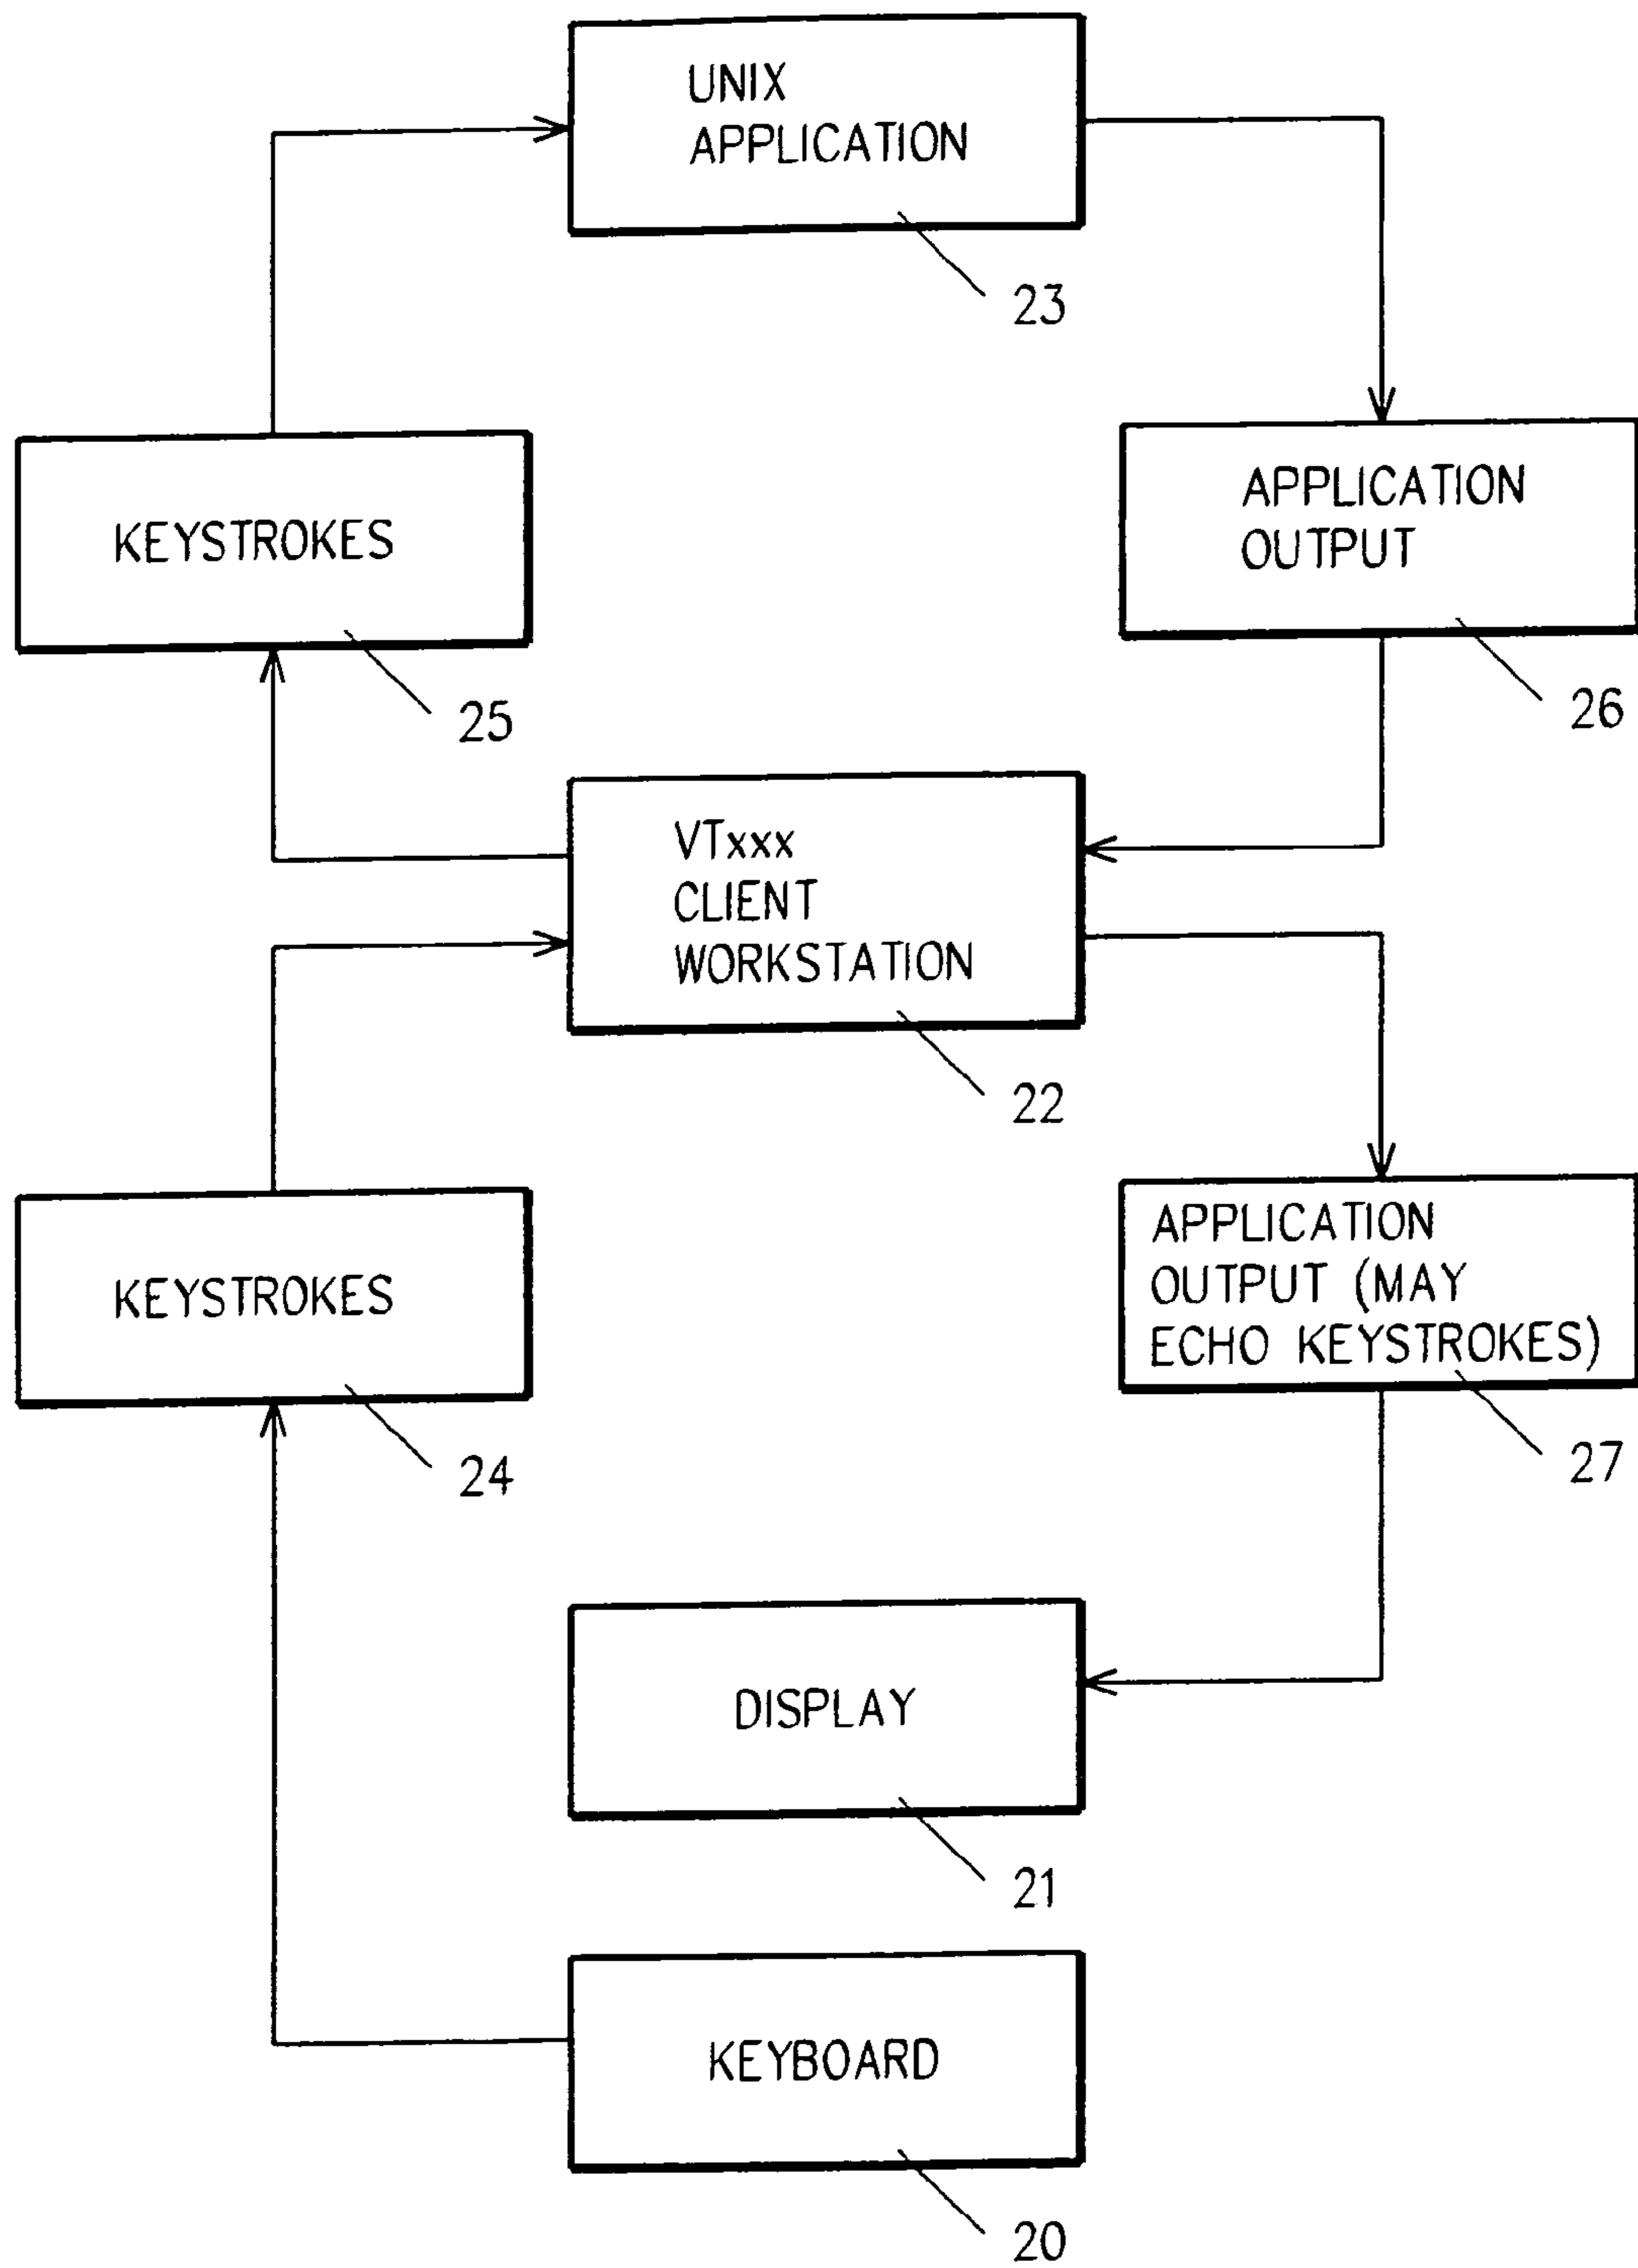 UNIX
APPLICATION
23
KEYSTROKES
25
APPLICATION
OUTPUT
26
VTxxx
CLIENT
WORKSTATION
22
KEYSTROKES
24
APPLICATION
OUTPUT (MAY
ECHO KEYSTROKES)
27
DISPLAY
21
KEYBOARD
20